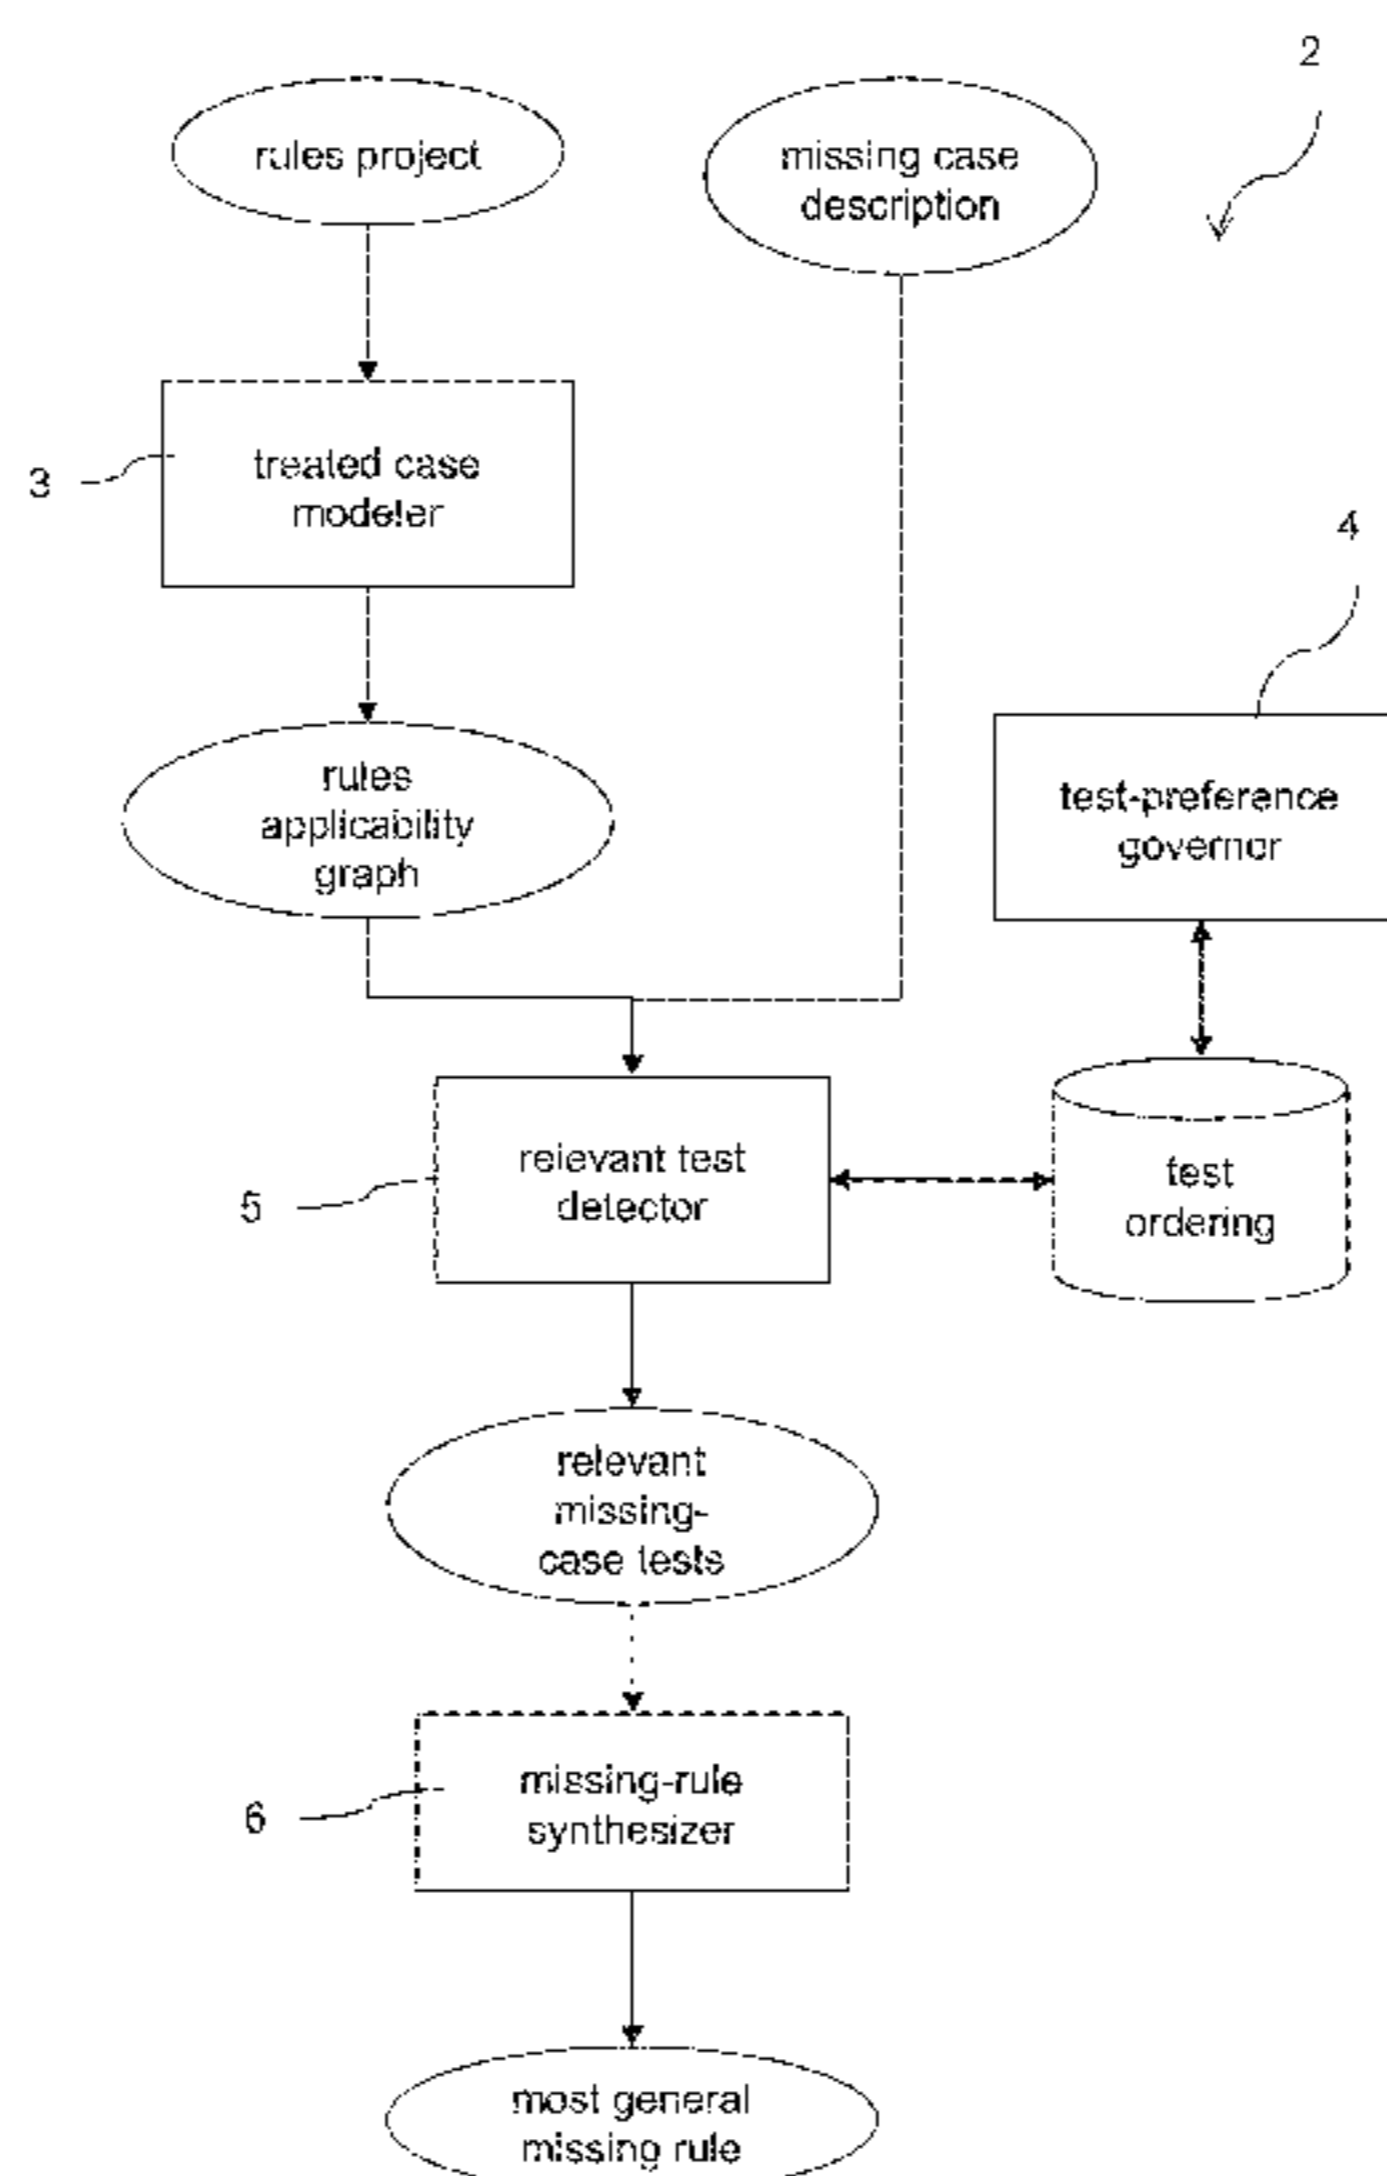 2
rules project
missing case
description
3
treated case
modeler
4
rules
applicability
graph
test-preference
governor
5
relevant test
detector
test
ordering
relevant
missing-
case tests
6
missing-rule
synthesizer
most general
missing rule